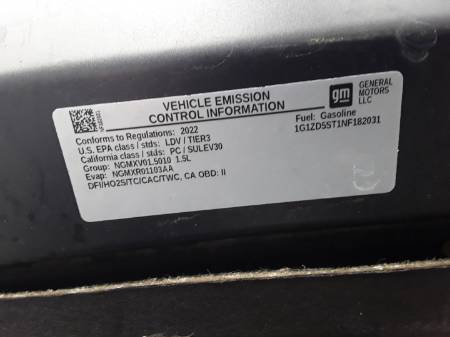 VEHICLE EMISSION
CONTROL INFORMATION
gm
GENERAL
MOTORS
LLC
Conforms to Regulations: 2022
Fuel: Gasoline
U.S. EPA class / stds: LDV / TIER3
1G1ZD5ST1NF182031
California class / stds: PC / SULEV30
Group: NGMXV01.5010 1.5L
Evap: NGMXR01103AA
DFI/HO2S/TC/CAC/TWC, CA OBD: II